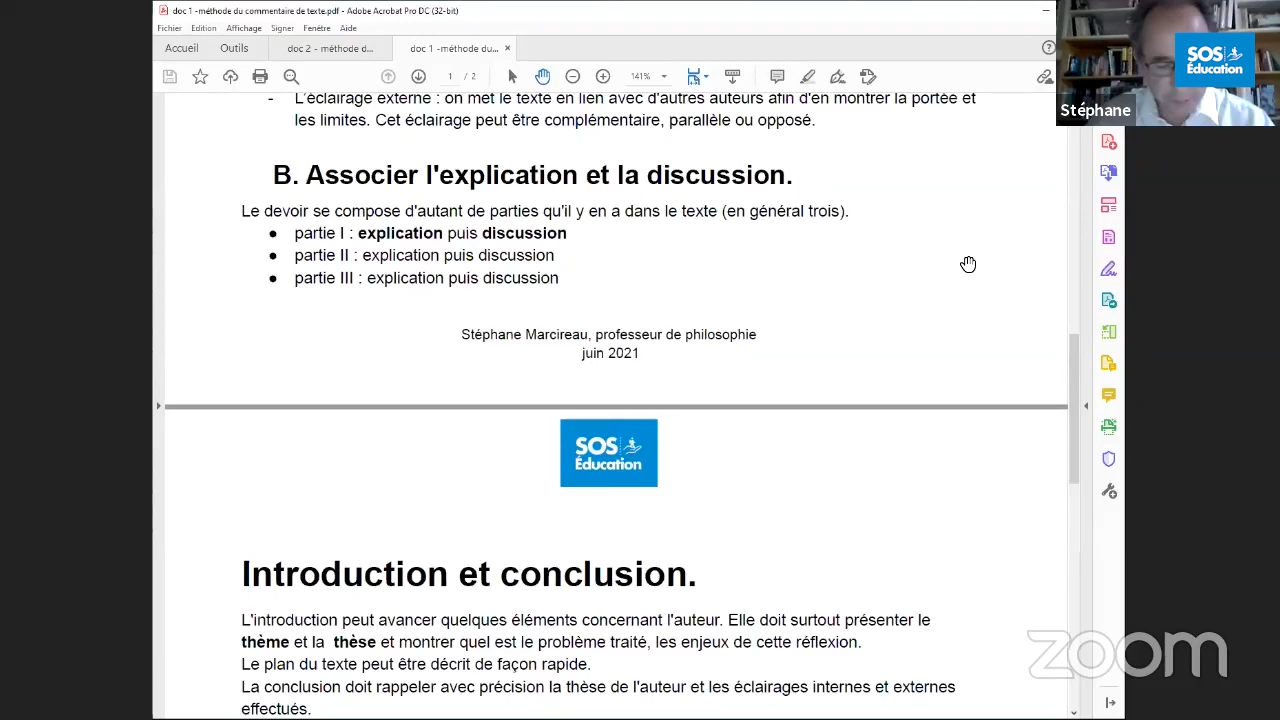 doc 1 -méthode du commentaire de texte.pdf - Adobe Acrobat Pro DC (32-bit)
Fichier Edition Affichage Signer Fenêtre Aide
Accueil Outils doc 2 - méthode d... doc 1 -méthode du... ×
1 / 2 141%
SOS
Éducation
Stéphane
- L'éclairage externe : on met le texte en lien avec d'autres auteurs afin d'en montrer la portée et
les limites. Cet éclairage peut être complémentaire, parallèle ou opposé.
B. Associer l'explication et la discussion.
Le devoir se compose d'autant de parties qu'il y en a dans le texte (en général trois).
● partie I : explication puis discussion
● partie II : explication puis discussion
● partie III : explication puis discussion
Stéphane Marcireau, professeur de philosophie
juin 2021
SOS
Éducation
Introduction et conclusion.
L'introduction peut avancer quelques éléments concernant l'auteur. Elle doit surtout présenter le
thème et la thèse et montrer quel est le problème traité, les enjeux de cette réflexion.
Le plan du texte peut être décrit de façon rapide.
La conclusion doit rappeler avec précision la thèse de l'auteur et les éclairages internes et externes
effectués.
zoom